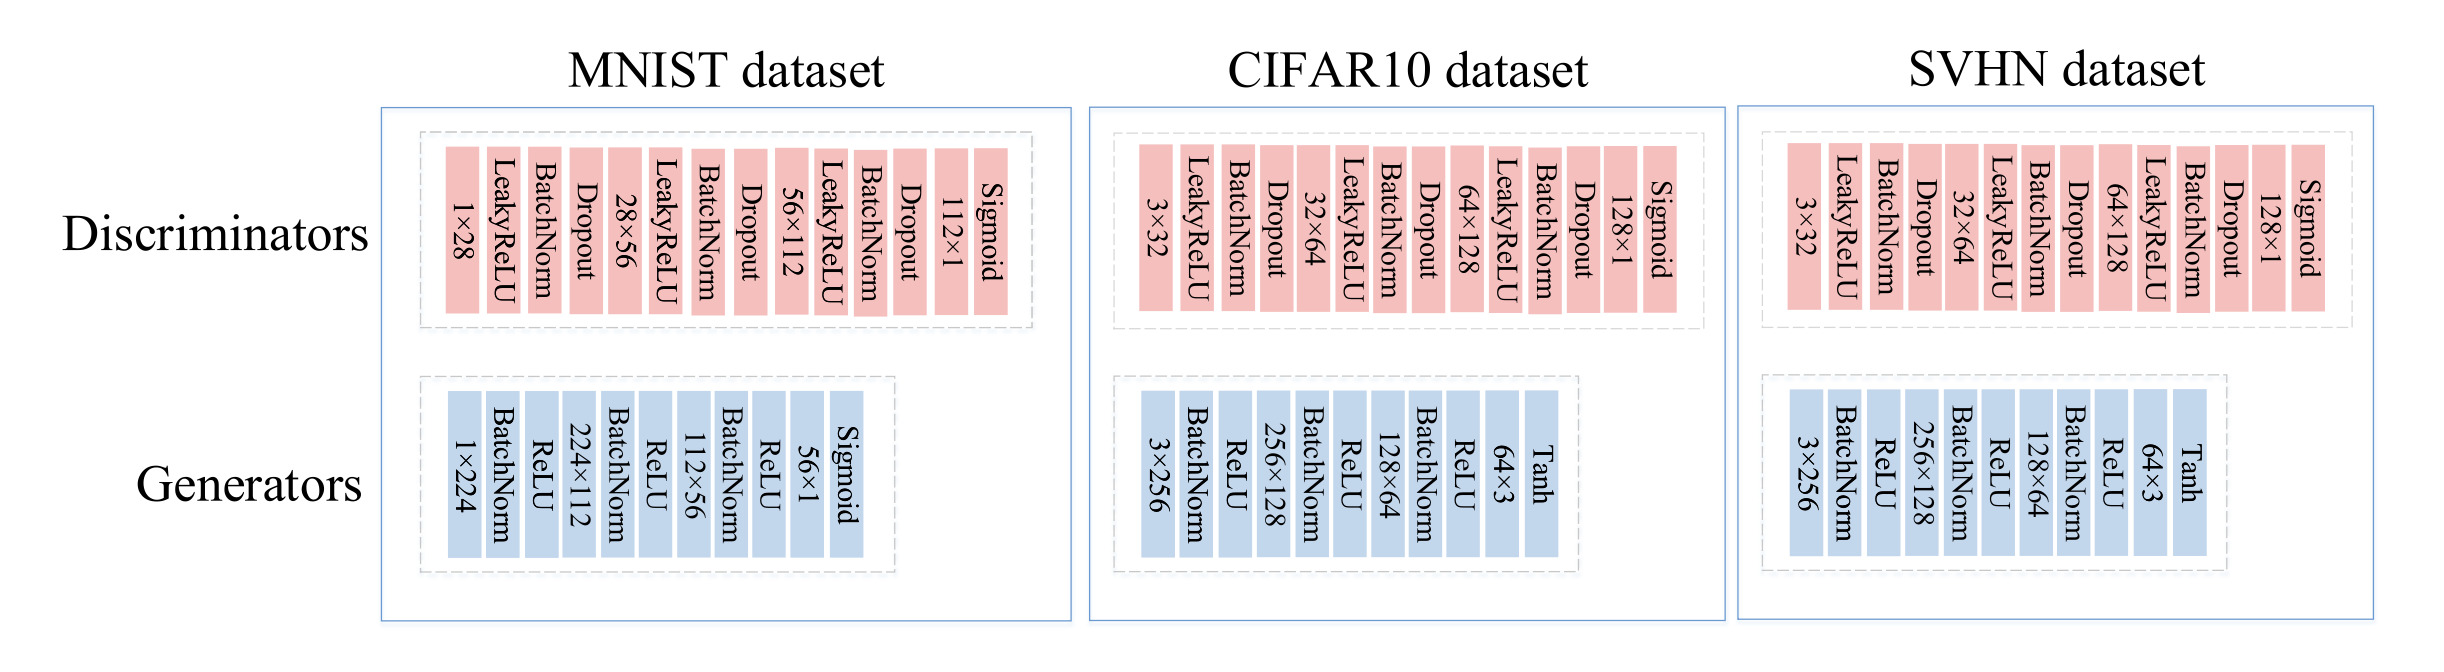 MNIST dataset
CIFAR10 dataset
SVHN dataset
Discriminators
1×28
LeakyReLU
BatchNorm
Dropout
28×56
LeakyReLU
BatchNorm
Dropout
56×112
LeakyReLU
BatchNorm
Dropout
112×1
Sigmoid
3×32
LeakyReLU
BatchNorm
Dropout
32×64
LeakyReLU
BatchNorm
Dropout
64×128
LeakyReLU
BatchNorm
Dropout
128×1
Sigmoid
3×32
LeakyReLU
BatchNorm
Dropout
32×64
LeakyReLU
BatchNorm
Dropout
64×128
LeakyReLU
BatchNorm
Dropout
128×1
Sigmoid
Generators
1×224
BatchNorm
ReLU
224×112
BatchNorm
ReLU
112×56
BatchNorm
ReLU
56×1
Sigmoid
3×256
BatchNorm
ReLU
256×128
BatchNorm
ReLU
128×64
BatchNorm
ReLU
64×3
Tanh
3×256
BatchNorm
ReLU
256×128
BatchNorm
ReLU
128×64
BatchNorm
ReLU
64×3
Tanh